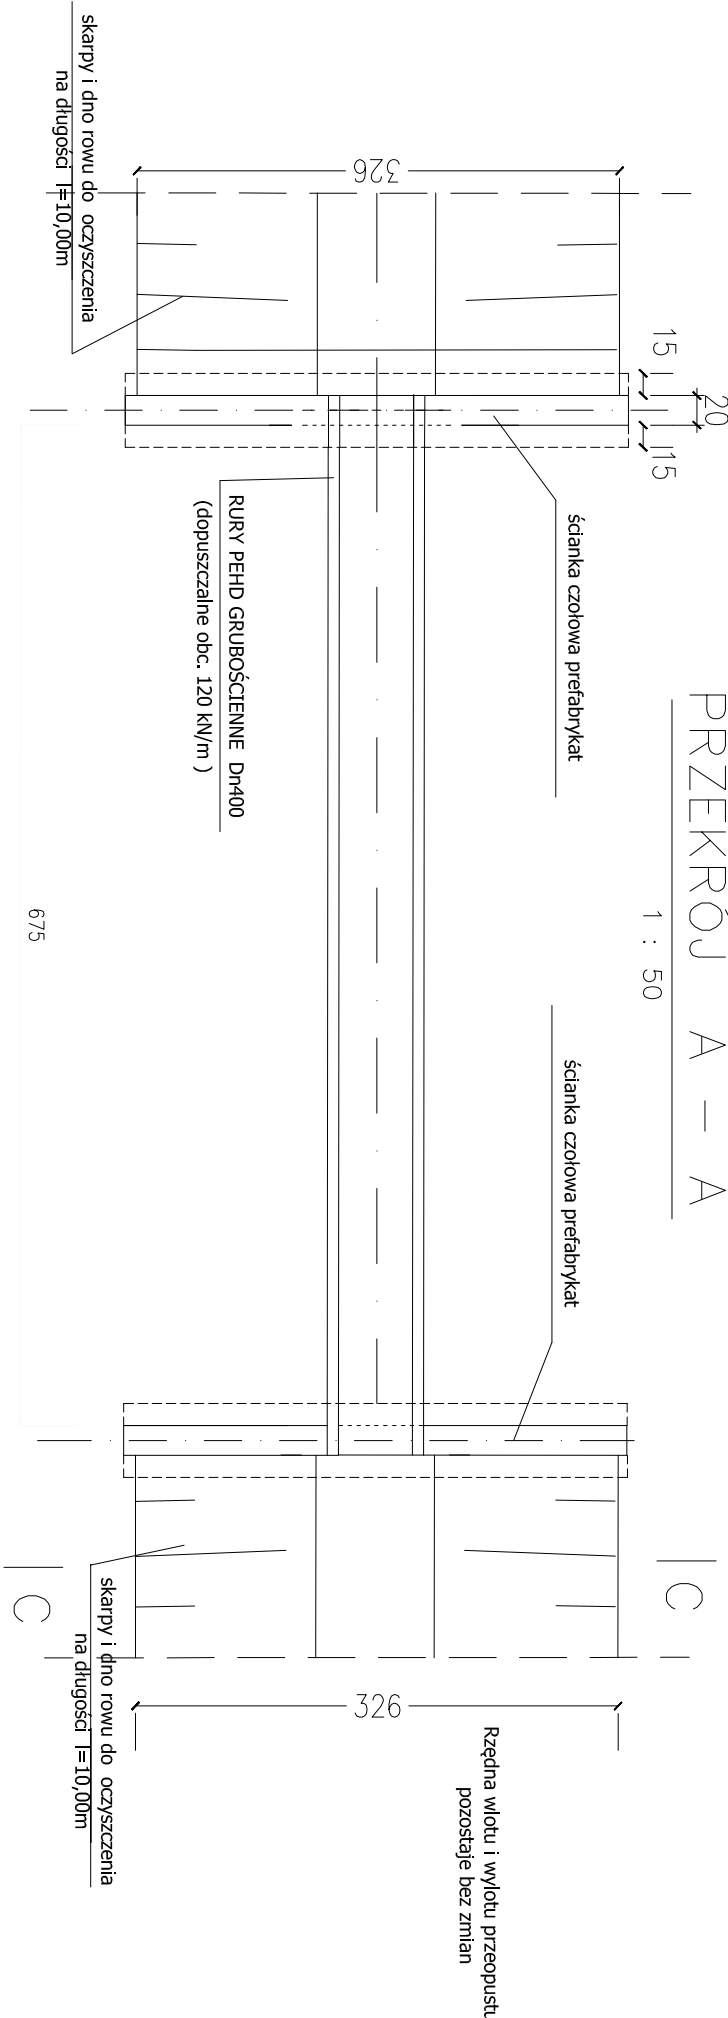 PRZEKRÓJ A - A
1 : 50
326
skarpy i dno rowu do oczyszczenia
na długości l=10,00m
15
20
15
ścianka czołowa prefabrykat
RURY PEHD GRUBOŚCIENNE Dn400
(dopuszczalne obc. 120 kN/m )
675
ścianka czołowa prefabrykat
C
C
skarpy i dno rowu do oczyszczenia
na długości l=10,00m
326
Rzędna wlotu i wylotu przeopustu
pozostaje bez zmian